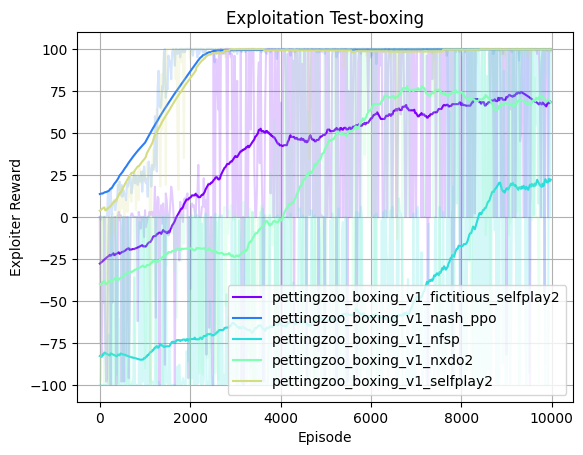 Exploitation Test-boxing
Exploiter Reward
100
75
50
25
0
−25
−50
−75
−100
pettingzoo_boxing_v1_fictitious_selfplay2
pettingzoo_boxing_v1_nash_ppo
pettingzoo_boxing_v1_nfsp
pettingzoo_boxing_v1_nxdo2
pettingzoo_boxing_v1_selfplay2
0 2000 4000 6000 8000 10000
Episode